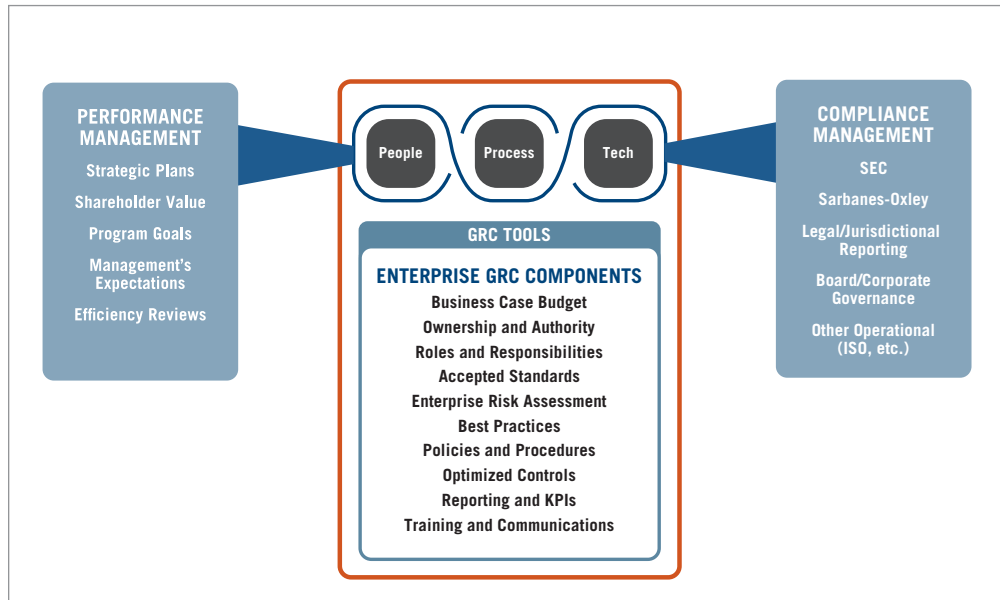 PERFORMANCE
MANAGEMENT
Strategic Plans
Shareholder Value
Program Goals
Management's
Expectations
Efficiency Reviews
People
Process
Tech
GRC TOOLS
ENTERPRISE GRC COMPONENTS
Business Case Budget
Ownership and Authority
Roles and Responsibilities
Accepted Standards
Enterprise Risk Assessment
Best Practices
Policies and Procedures
Optimized Controls
Reporting and KPIs
Training and Communications
COMPLIANCE
MANAGEMENT
SEC
Sarbanes-Oxley
Legal/Jurisdictional
Reporting
Board/Corporate
Governance
Other Operational
(ISO, etc.)